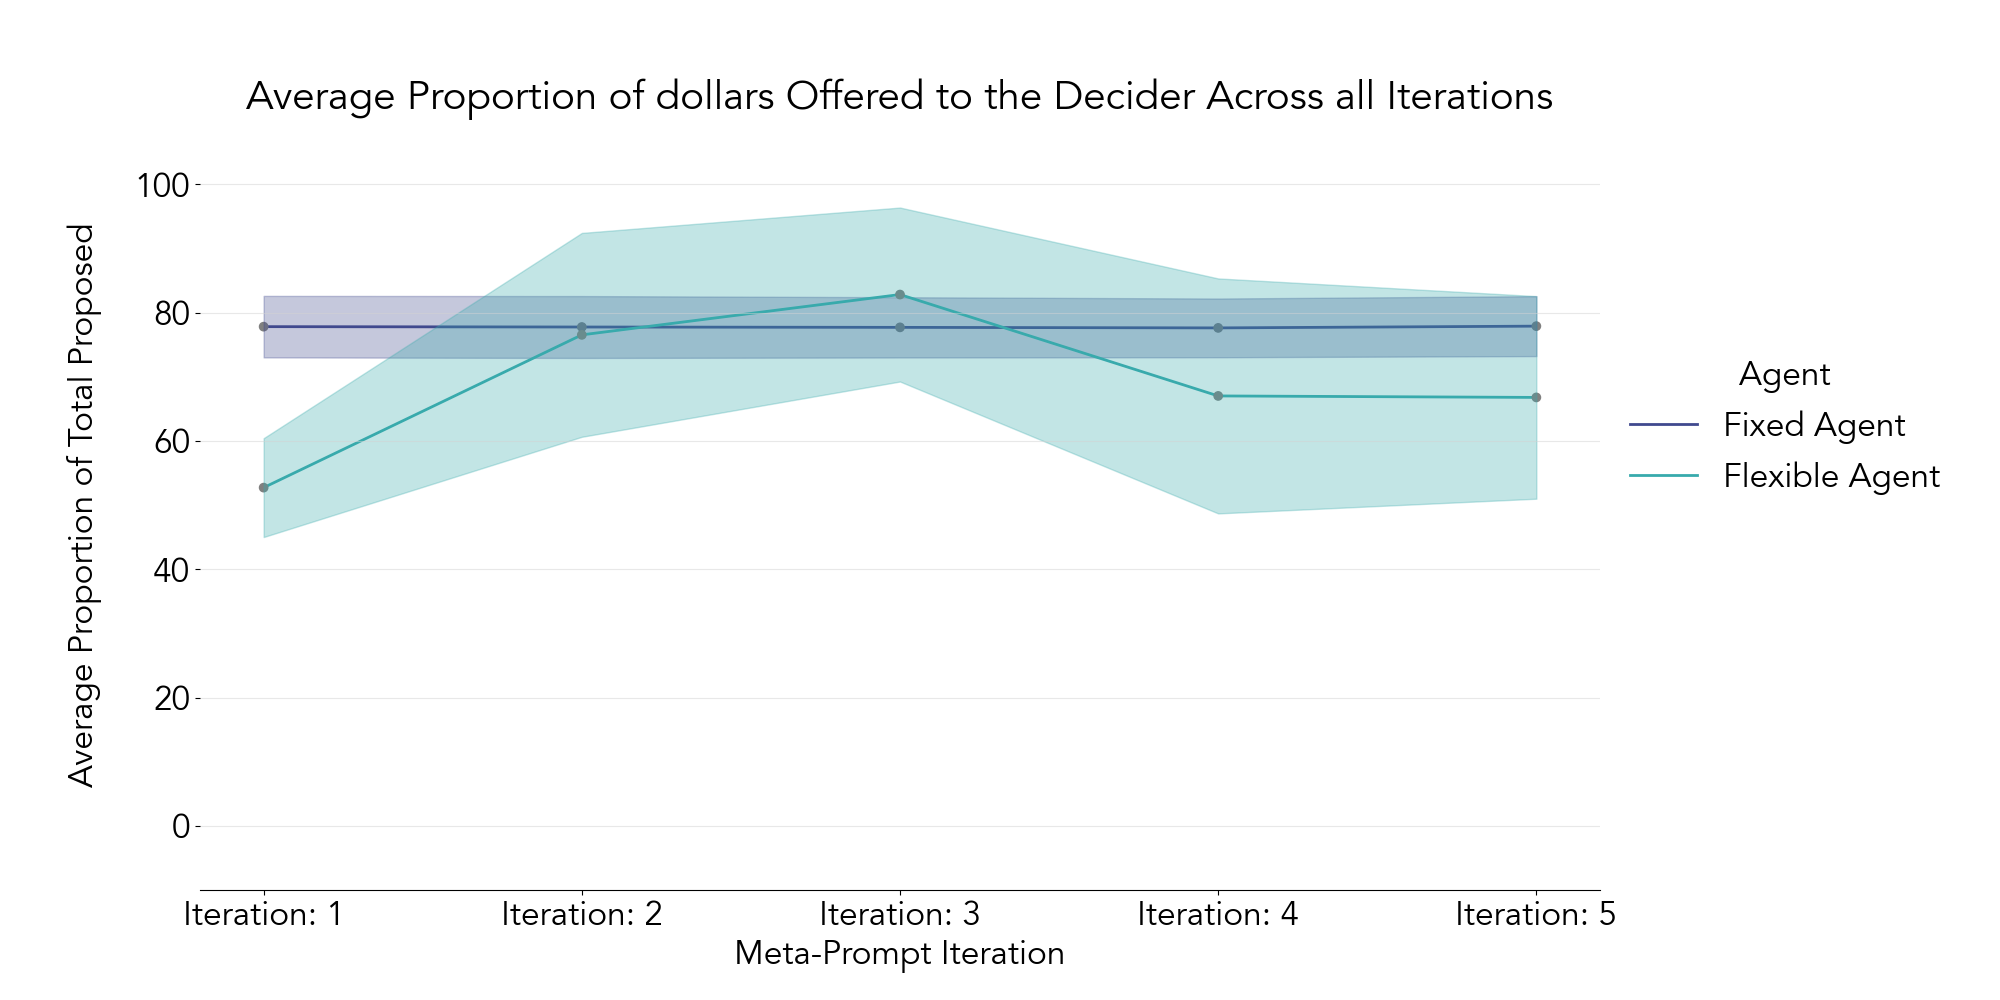 Average Proportion of dollars Offered to the Decider Across all Iterations
Average Proportion of Total Proposed
100
80
60
40
20
0
Iteration: 1
Iteration: 2
Iteration: 3
Iteration: 4
Iteration: 5
Meta-Prompt Iteration
Agent
Fixed Agent
Flexible Agent